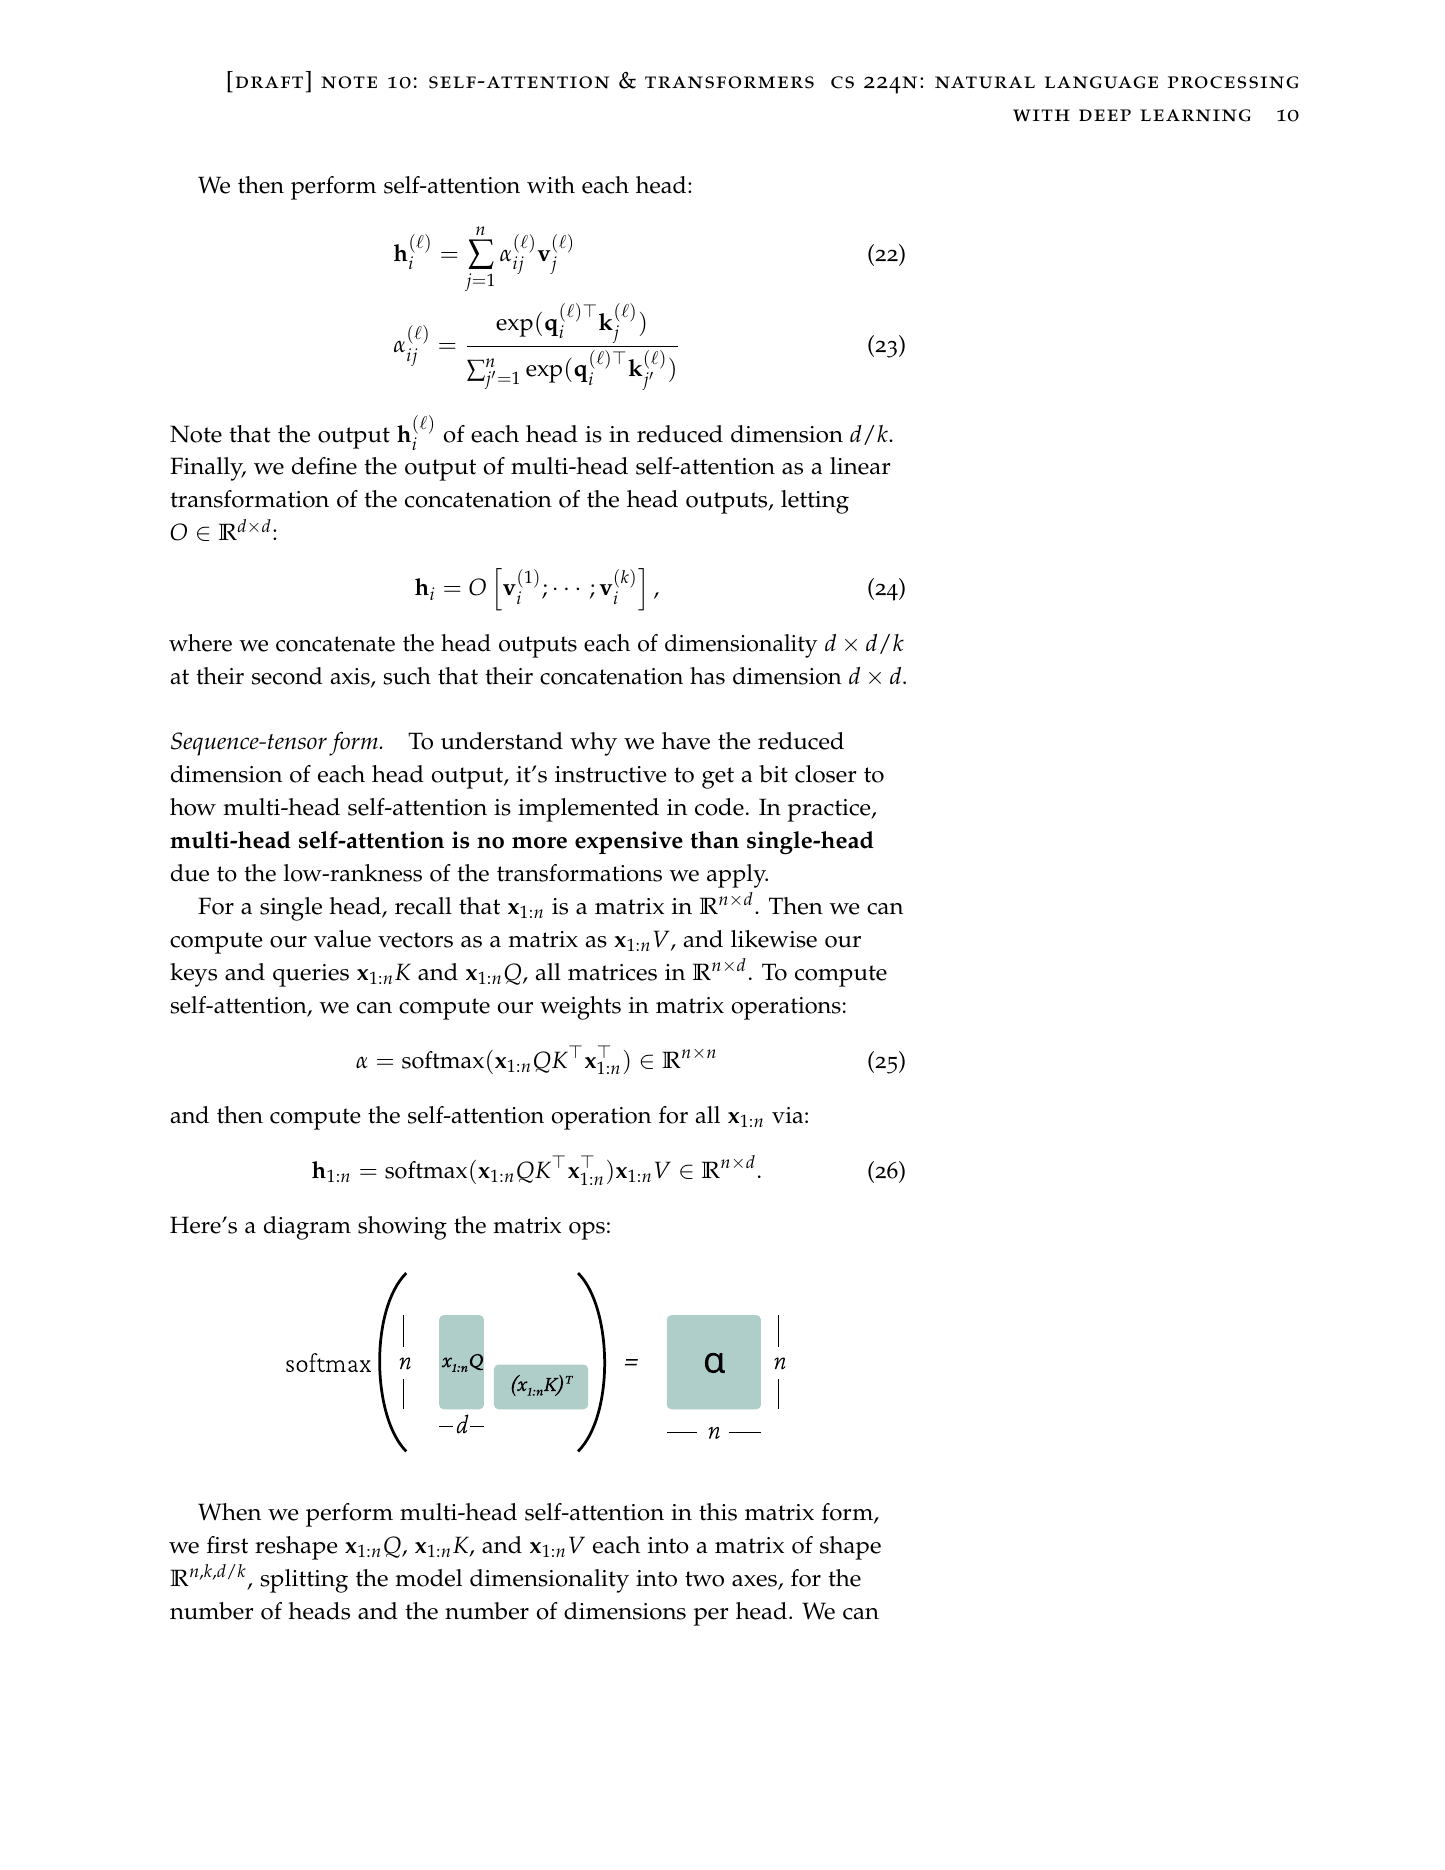 [DRAFT] NOTE 10: SELF-ATTENTION & TRANSFORMERS CS 224N: NATURAL LANGUAGE PROCESSING
WITH DEEP LEARNING 10
We then perform self-attention with each head:
h_i^{(ℓ)} = ∑_{j=1}^{n} α_{ij}^{(ℓ)} v_j^{(ℓ)} (22)
α_{ij}^{(ℓ)} = exp(q_i^{(ℓ)⊤} k_j^{(ℓ)}) / ∑_{j′=1}^{n} exp(q_i^{(ℓ)⊤} k_{j′}^{(ℓ)}) (23)
Note that the output h_i^{(ℓ)} of each head is in reduced dimension d/k.
Finally, we define the output of multi-head self-attention as a linear
transformation of the concatenation of the head outputs, letting
O ∈ ℝ^{d×d}:
h_i = O [v_i^{(1)}; ··· ; v_i^{(k)}], (24)
where we concatenate the head outputs each of dimensionality d × d/k
at their second axis, such that their concatenation has dimension d × d.
Sequence-tensor form. To understand why we have the reduced
dimension of each head output, it's instructive to get a bit closer to
how multi-head self-attention is implemented in code. In practice,
multi-head self-attention is no more expensive than single-head
due to the low-rankness of the transformations we apply.
For a single head, recall that x_{1:n} is a matrix in ℝ^{n×d}. Then we can
compute our value vectors as a matrix as x_{1:n}V, and likewise our
keys and queries x_{1:n}K and x_{1:n}Q, all matrices in ℝ^{n×d}. To compute
self-attention, we can compute our weights in matrix operations:
α = softmax(x_{1:n}QK^⊤x_{1:n}^⊤) ∈ ℝ^{n×n} (25)
and then compute the self-attention operation for all x_{1:n} via:
h_{1:n} = softmax(x_{1:n}QK^⊤x_{1:n}^⊤)x_{1:n}V ∈ ℝ^{n×d}. (26)
Here's a diagram showing the matrix ops:
softmax ( n x_{1:n}Q (x_{1:n}K)^T ) = α n
d n
When we perform multi-head self-attention in this matrix form,
we first reshape x_{1:n}Q, x_{1:n}K, and x_{1:n}V each into a matrix of shape
ℝ^{n,k,d/k}, splitting the model dimensionality into two axes, for the
number of heads and the number of dimensions per head. We can